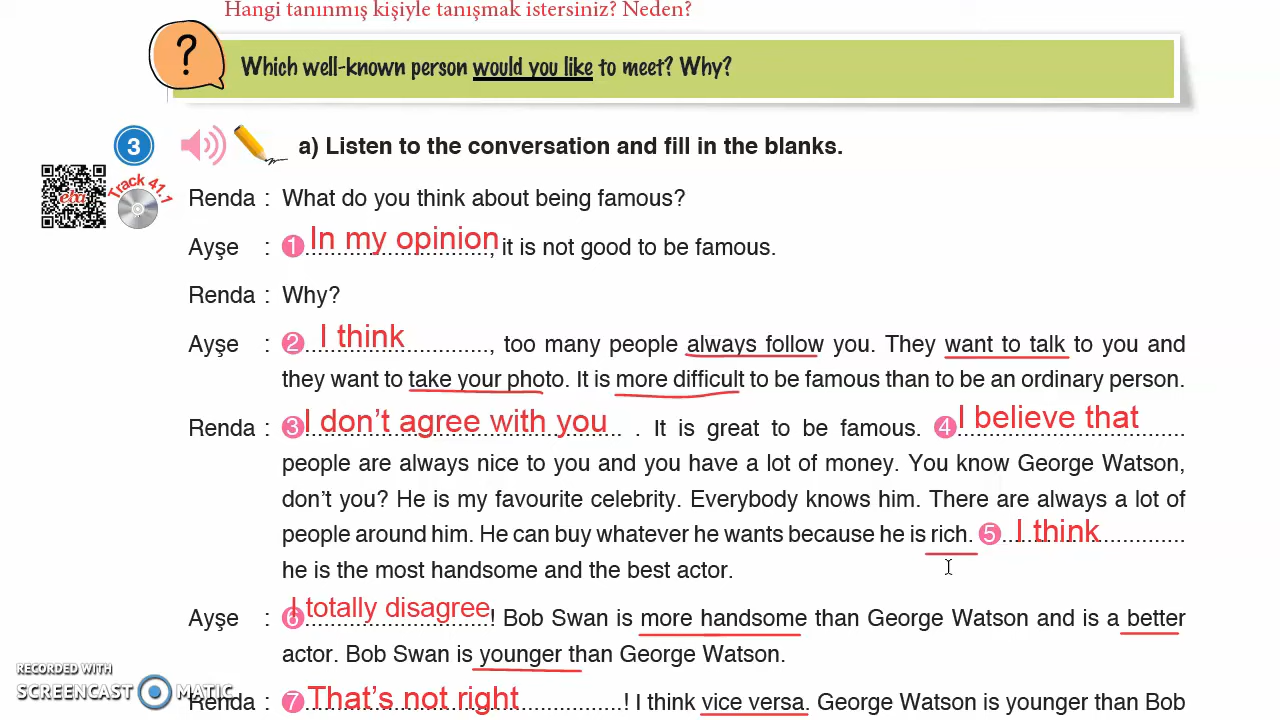 Hangi tanınmış kişiyle tanışmak istersiniz? Neden?
? Which well-known person would you like to meet? Why?
3 a) Listen to the conversation and fill in the blanks.
eba Track 41.1
Renda : What do you think about being famous?
Ayşe : 1 In my opinion, it is not good to be famous.
Renda : Why?
Ayşe : 2 I think, too many people always follow you. They want to talk to you and
they want to take your photo. It is more difficult to be famous than to be an ordinary person.
Renda : 3 I don't agree with you. It is great to be famous. 4 I believe that
people are always nice to you and you have a lot of money. You know George Watson,
don't you? He is my favourite celebrity. Everybody knows him. There are always a lot of
people around him. He can buy whatever he wants because he is rich. 5 I think
he is the most handsome and the best actor.
Ayşe : 6 I totally disagree! Bob Swan is more handsome than George Watson and is a better
actor. Bob Swan is younger than George Watson.
Renda : 7 That's not right! I think vice versa. George Watson is younger than Bob
RECORDED WITH
SCREENCAST MATIC